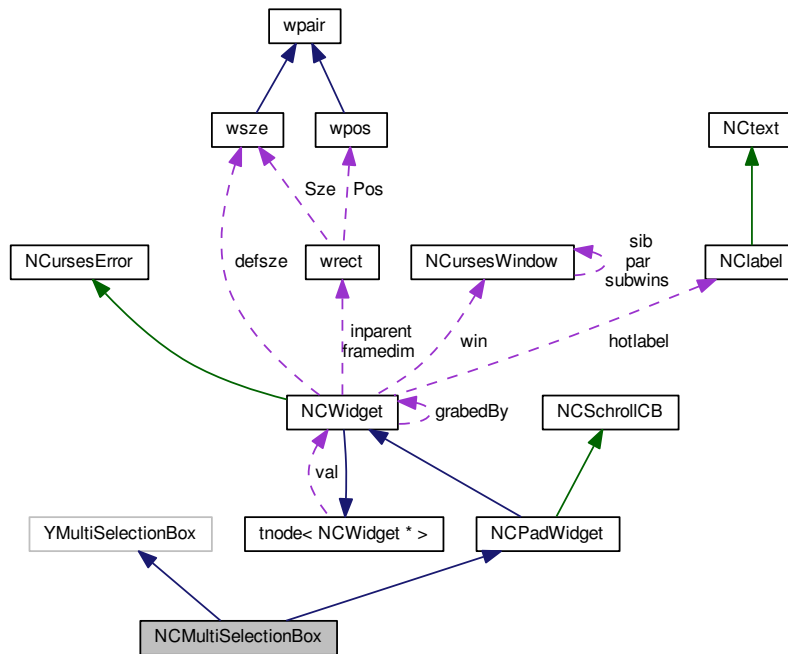 wpair
wsze
wpos
NCtext
Sze
Pos
NCursesError
defsze
wrect
NCursesWindow
sib
par
subwins
NClabel
inparent
framedim
win
hotlabel
NCWidget
grabedBy
NCSchrollCB
val
YMultiSelectionBox
tnode< NCWidget * >
NCPadWidget
NCMultiSelectionBox